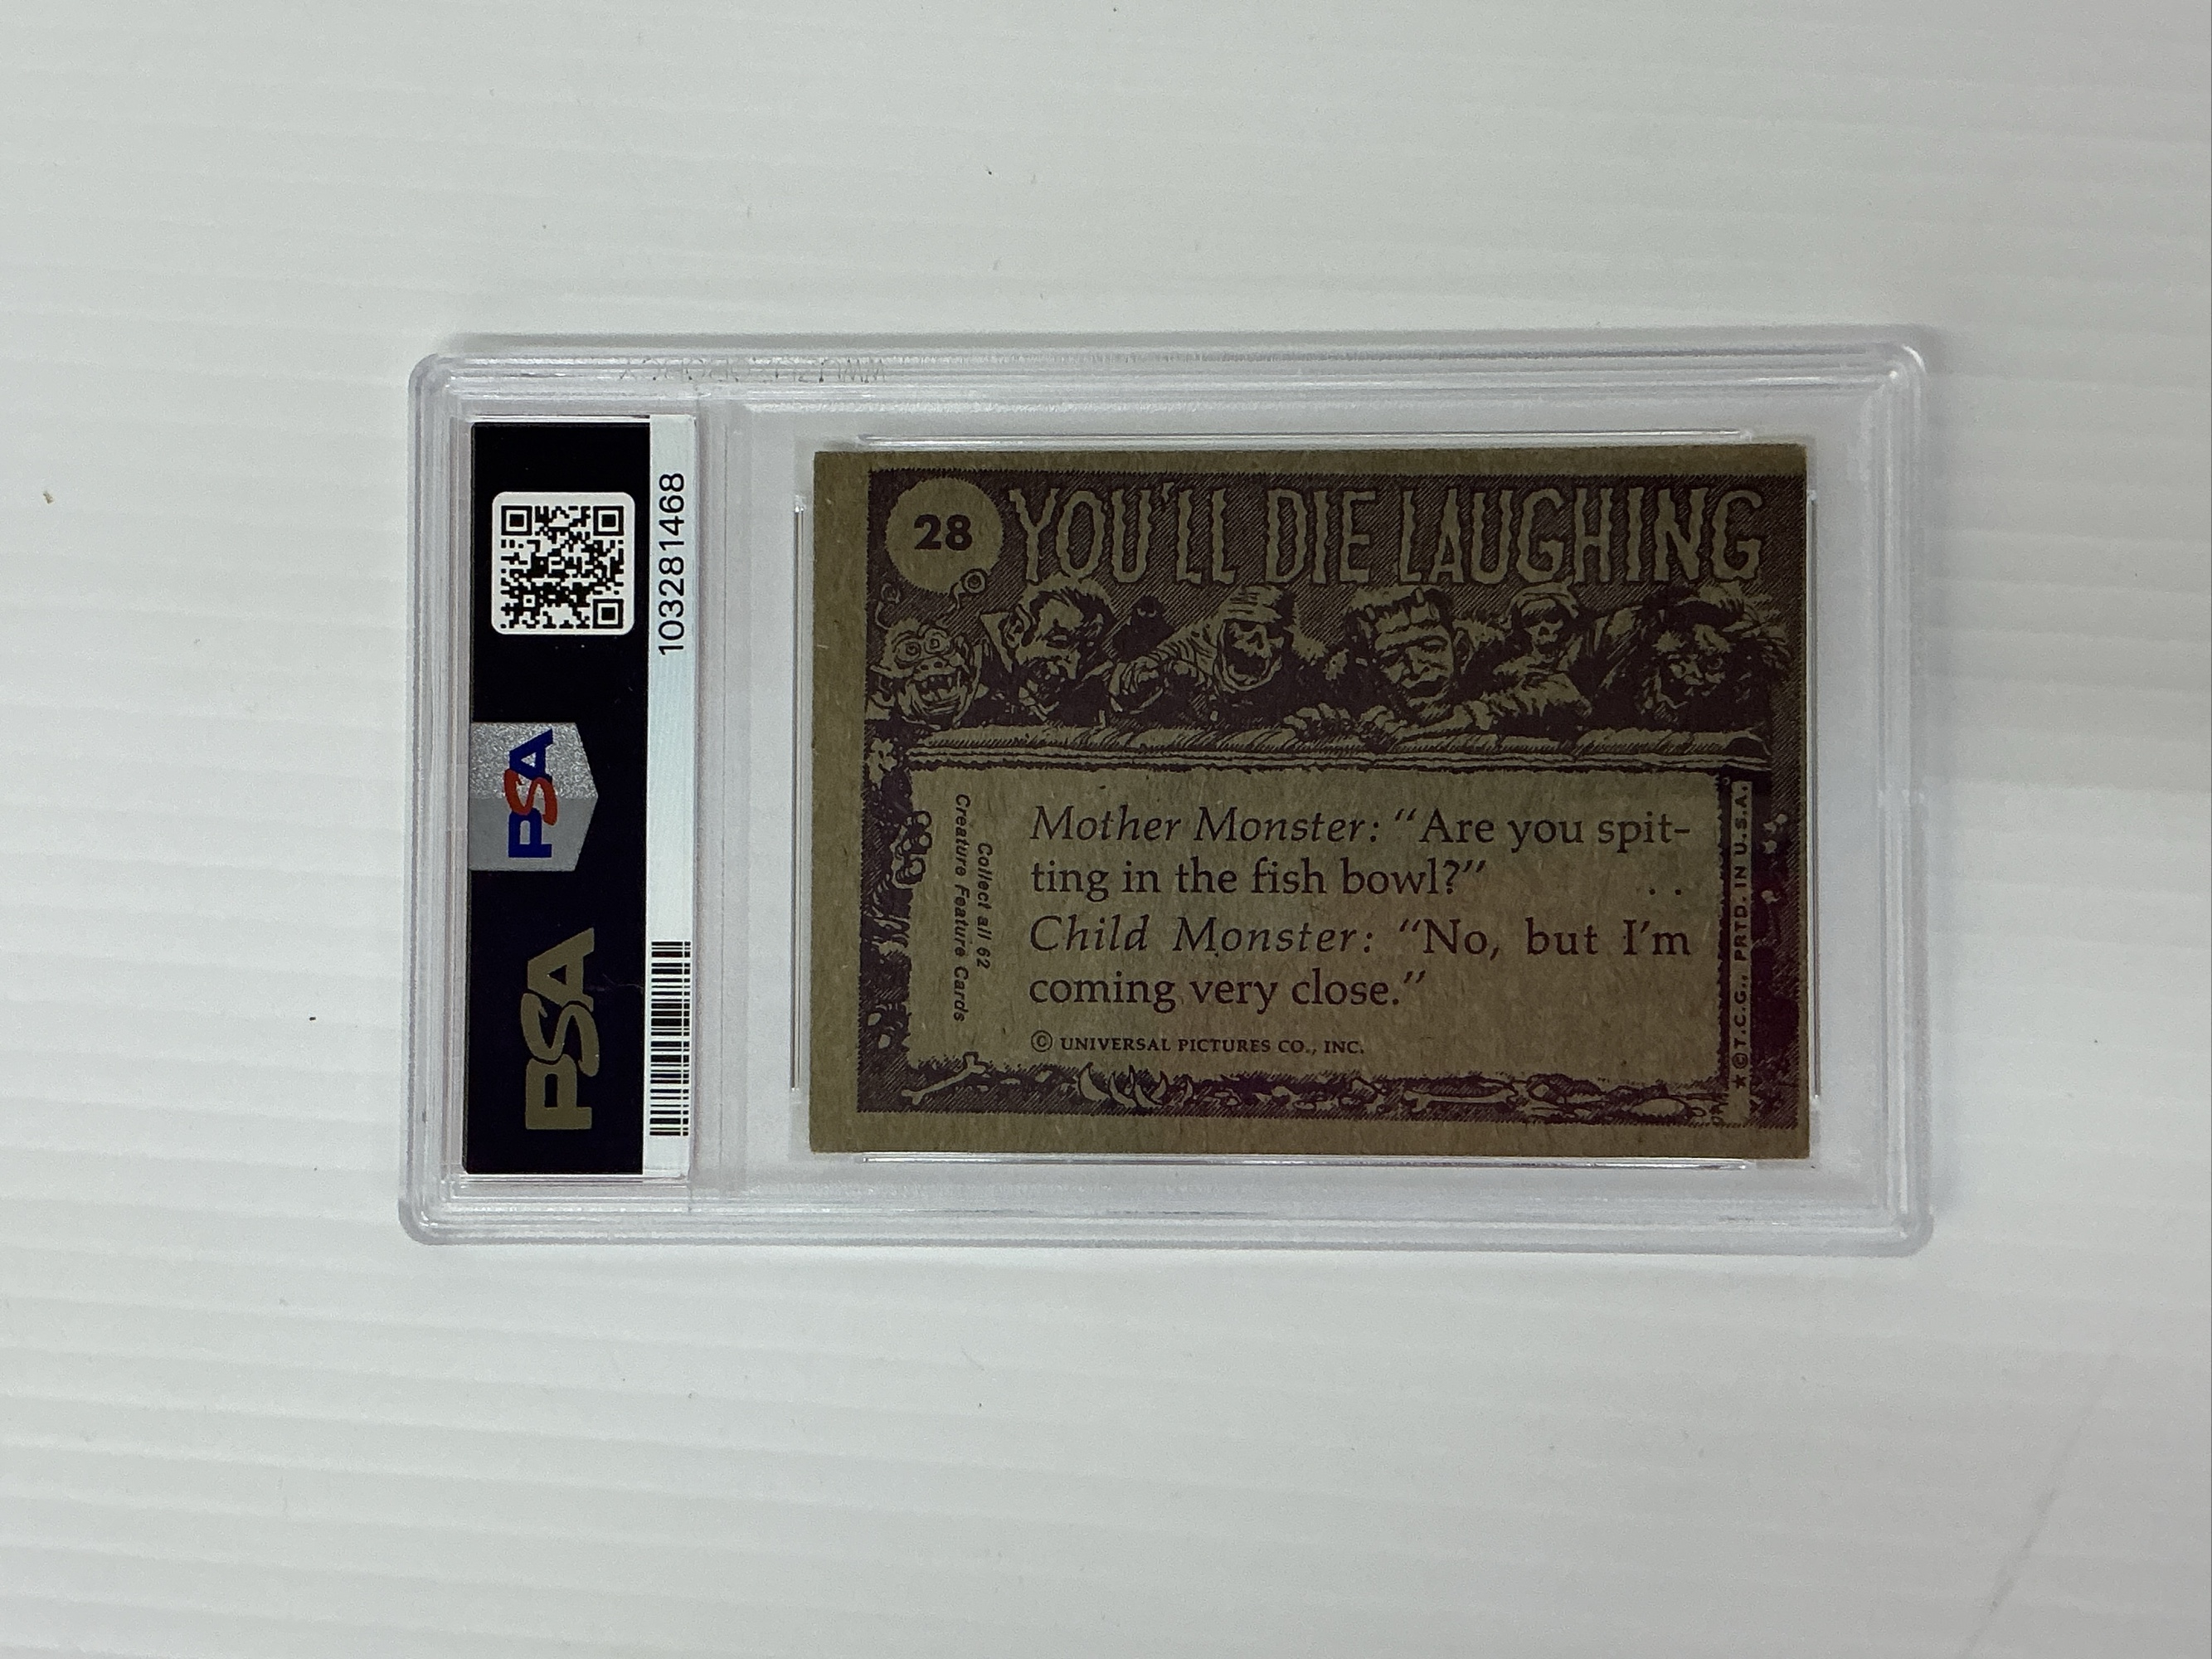 103281468
PSA
PSA
28
YOU'LL DIE LAUGHING
Mother Monster: “Are you spit-
ting in the fish bowl?” . .
Child Monster: “No, but I’m
coming very close.”
© UNIVERSAL PICTURES CO., INC.
Collect all 62
Creature Feature Cards
★ © T.C.G., PRTD. IN U.S.A.